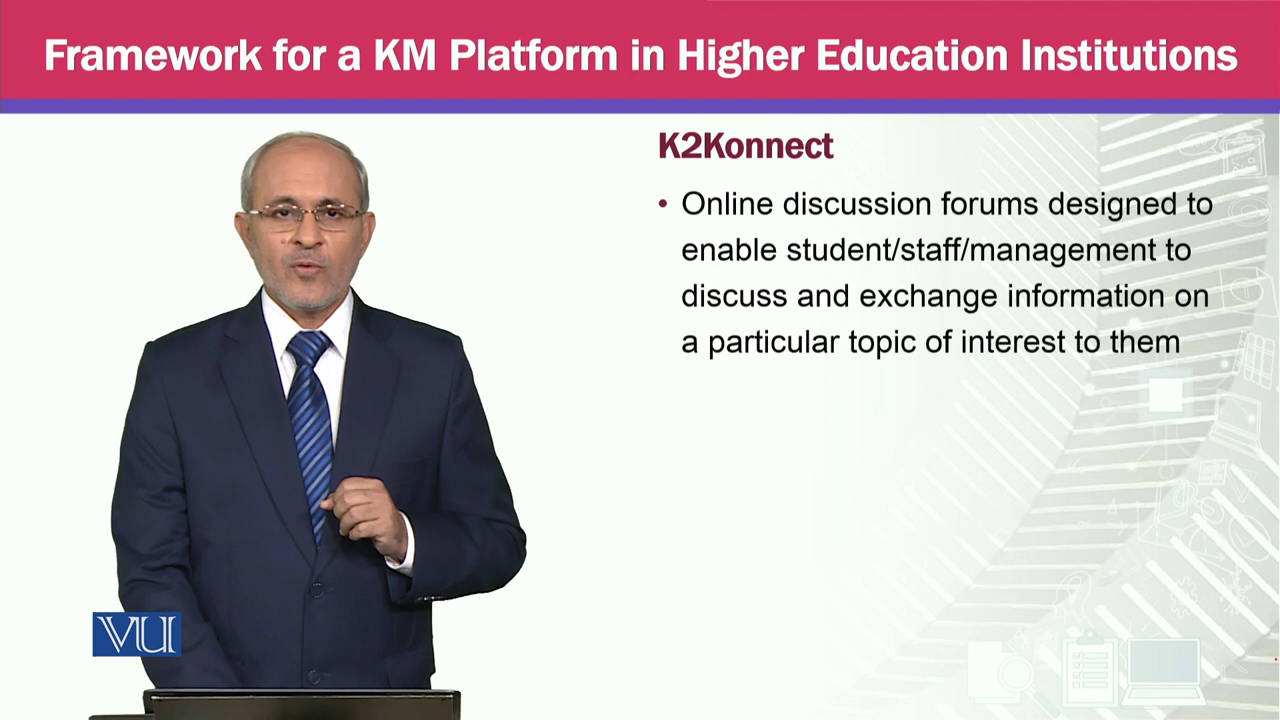 Framework for a KM Platform in Higher Education Institutions
K2Konnect
• Online discussion forums designed to
enable student/staff/management to
discuss and exchange information on
a particular topic of interest to them
VU